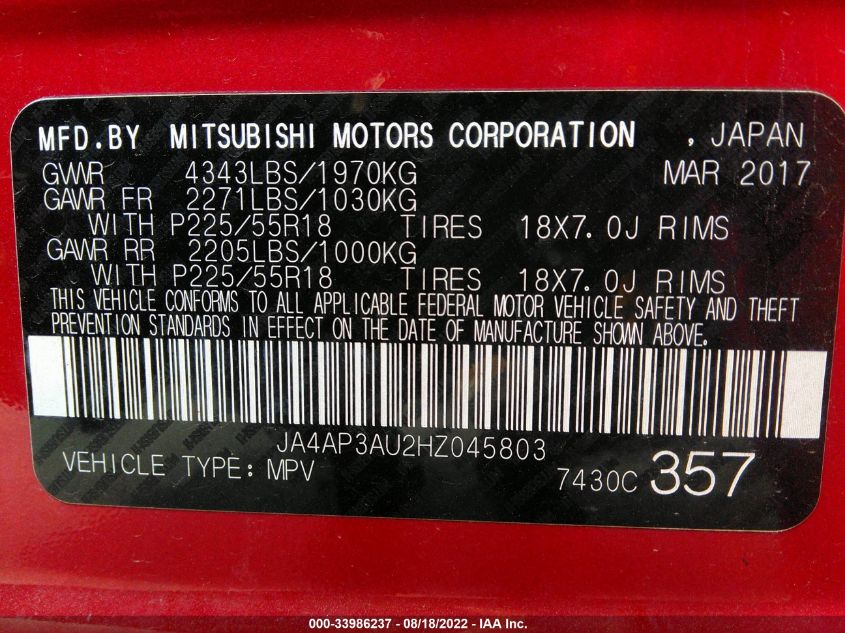 MFD.BY MITSUBISHI MOTORS CORPORATION , JAPAN
GVWR 4343LBS/1970KG MAR 2017
GAWR FR 2271LBS/1030KG
WITH P225/55R18 TIRES 18X7.0J RIMS
GAWR RR 2205LBS/1000KG
WITH P225/55R18 TIRES 18X7.0J RIMS
THIS VEHICLE CONFORMS TO ALL APPLICABLE FEDERAL MOTOR VEHICLE SAFETY AND THEFT
PREVENTION STANDARDS IN EFFECT ON THE DATE OF MANUFACTURE SHOWN ABOVE.
JA4AP3AU2HZ045803
VEHICLE TYPE: MPV 7430C 357
000-33986237 - 08/18/2022 - IAA Inc.